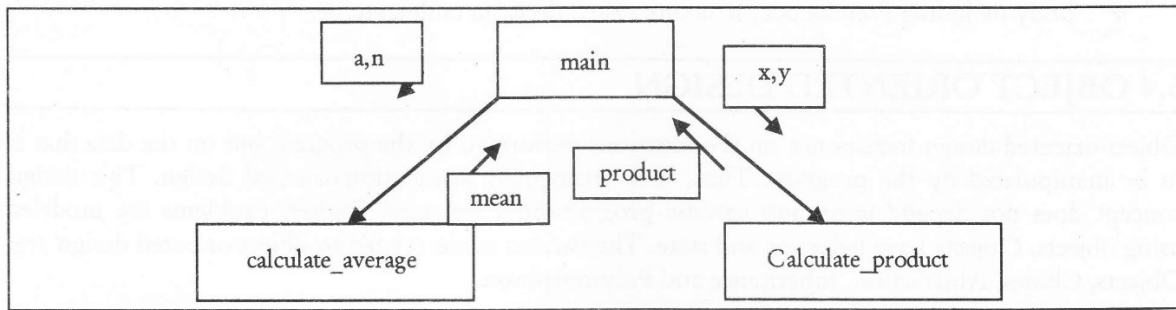 a,n
main
x,y
product
mean
calculate_average
Calculate_product